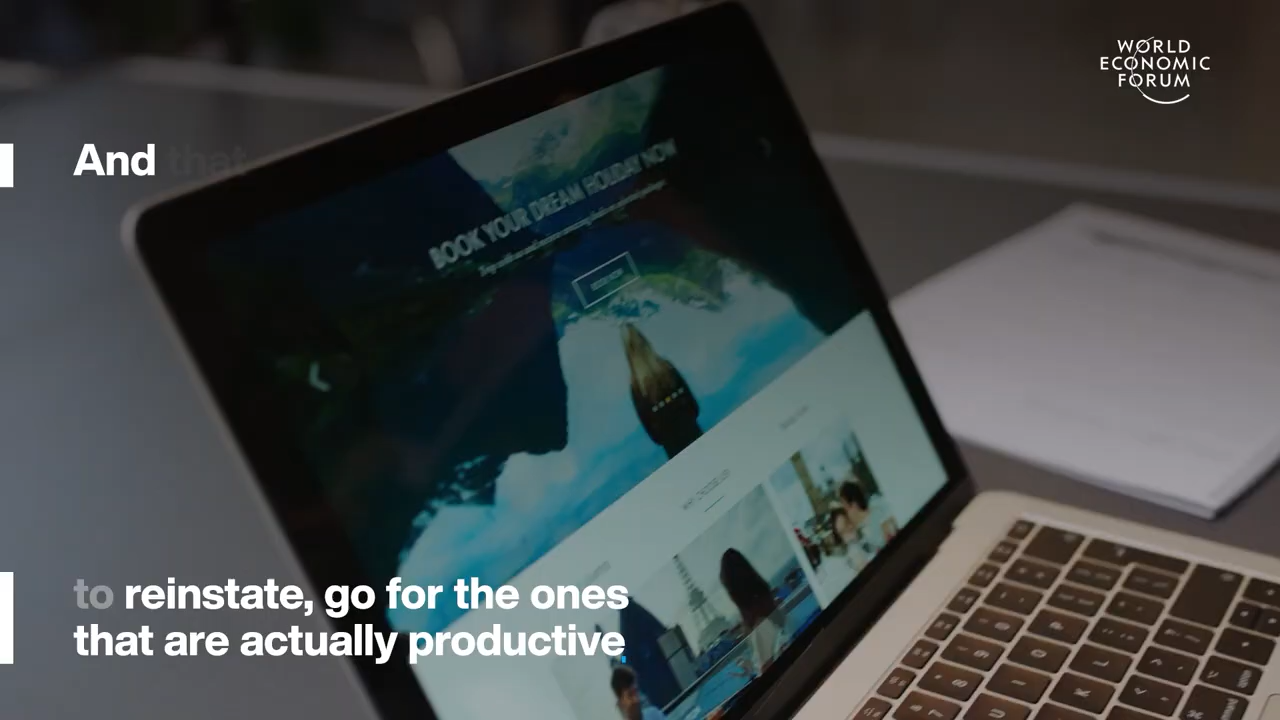 WORLD
ECONOMIC
FORUM
And that
BOOK YOUR DREAM HOLIDAY NOW
to reinstate, go for the ones
that are actually productive